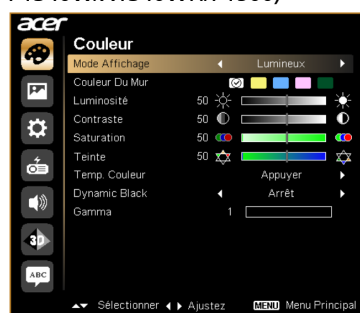 acer
Couleur
Mode Affichage Lumineux
Couleur Du Mur
Luminosité 50
Contraste 50
Saturation 50
Teinte 50
Temp. Couleur Appuyer
Dynamic Black Arrêt
Gamma 1
3D
ABC
Sélectionner Ajustez MENU Menu Principal